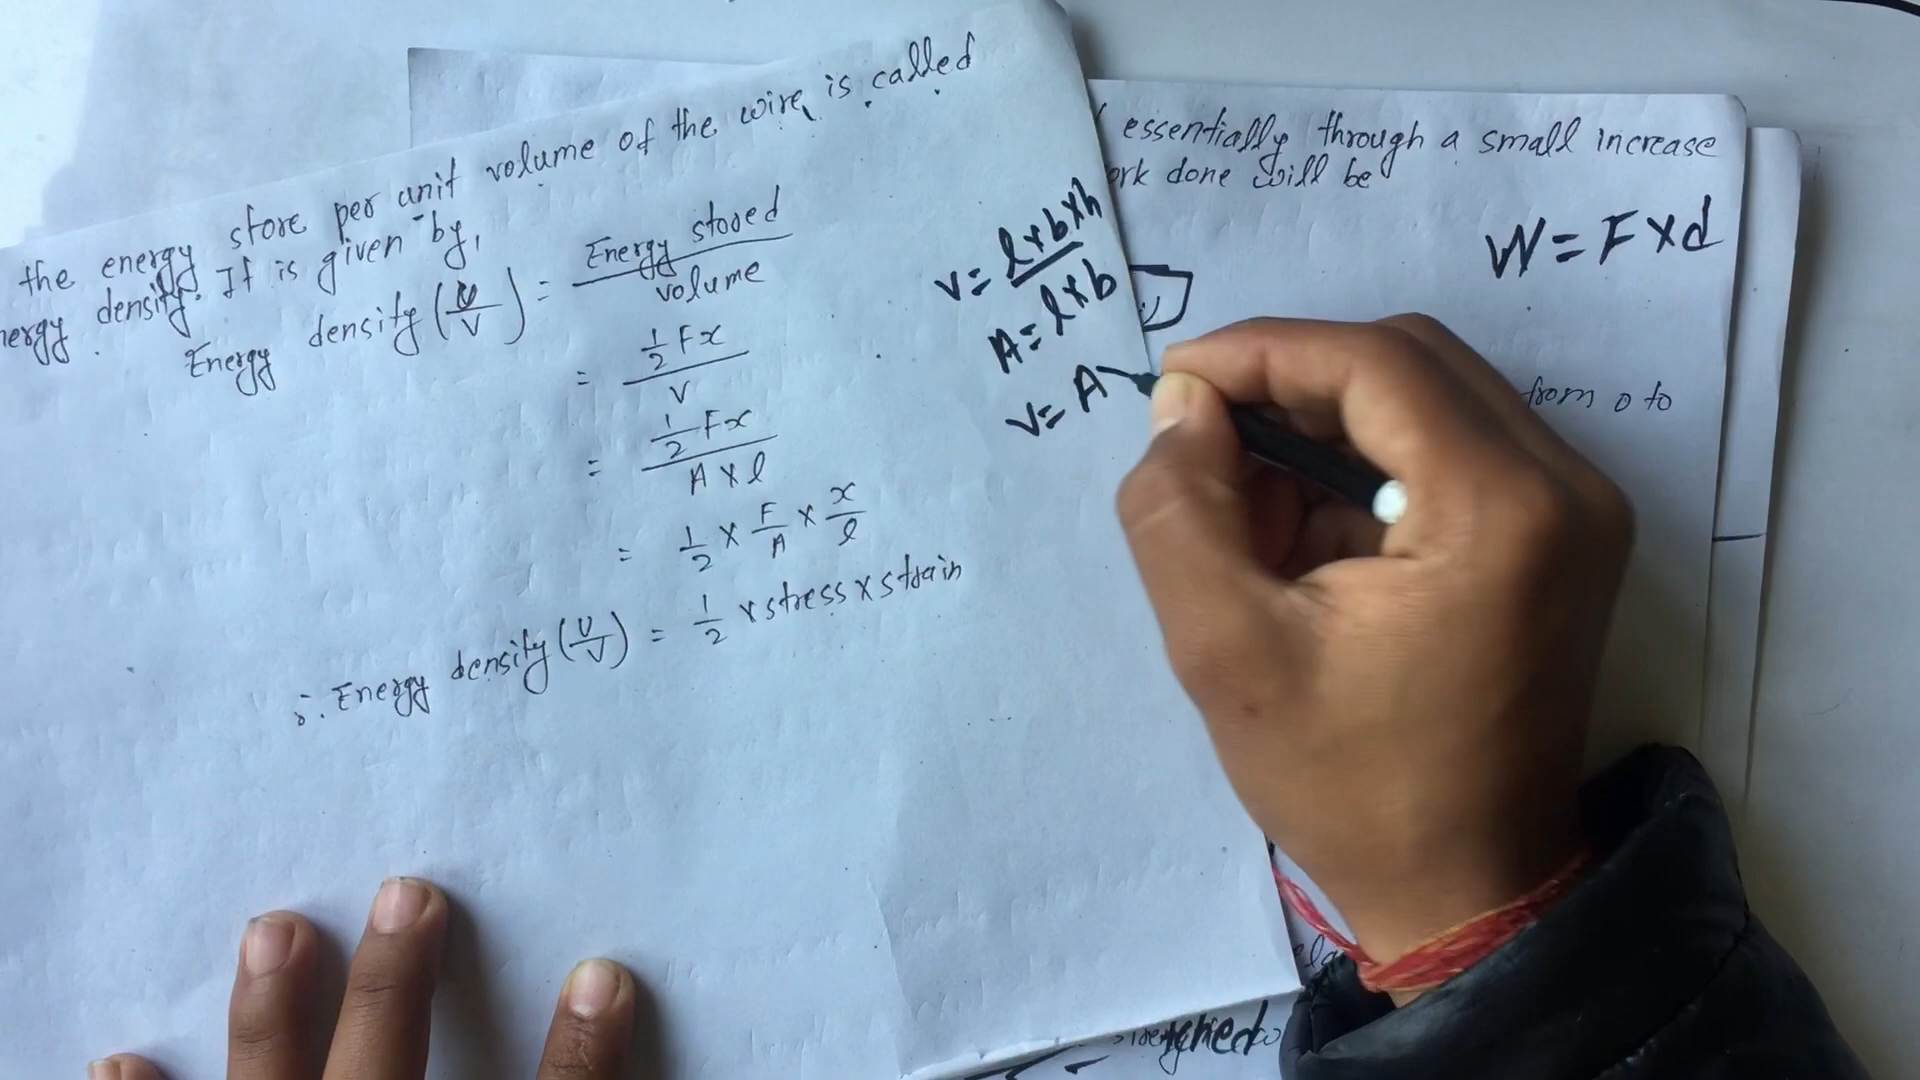 the energy store per unit volume of the wire is called
energy density. It is given by,
Energy density (U/V) = Energy stored / volume
= 1/2 Fx / V
= 1/2 Fx / A × l
= 1/2 × F/A × x/l
∴ Energy density (U/V) = 1/2 × stress × strain
V = l×b×h
A = l×b
V = A
essentially through a small increase
work done will be
W = F×d
from 0 to